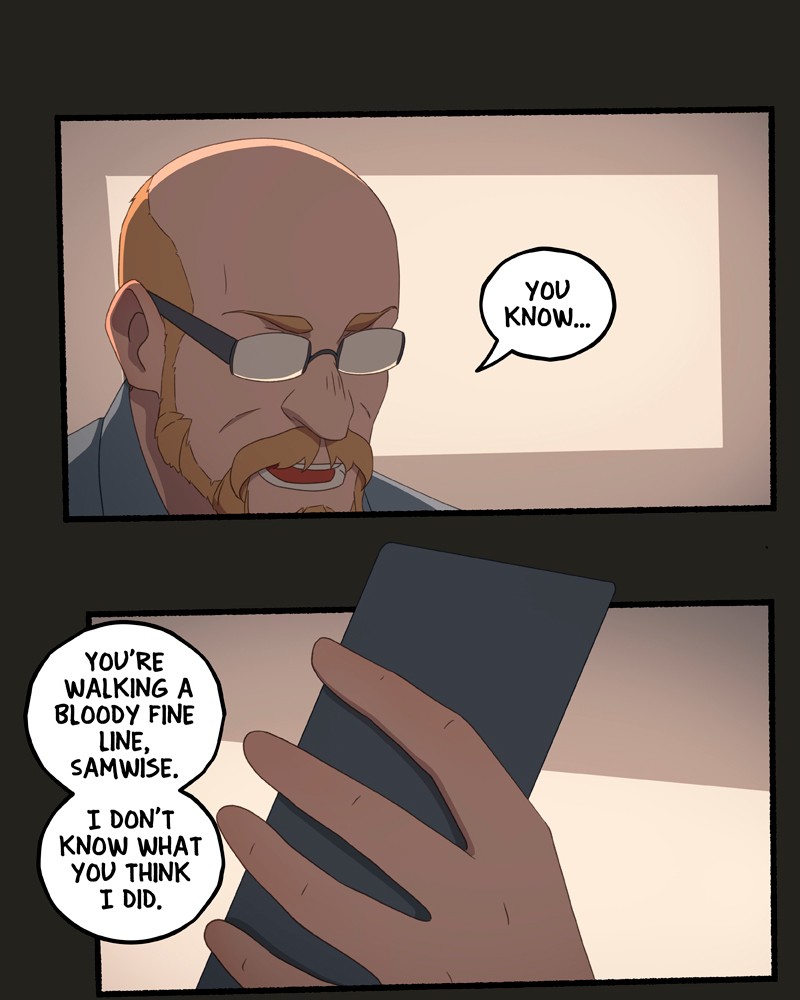 YOU
KNOW...
YOU'RE
WALKING A
BLOODY FINE
LINE,
SAMWISE.
I DON'T
KNOW WHAT
YOU THINK
I DID.